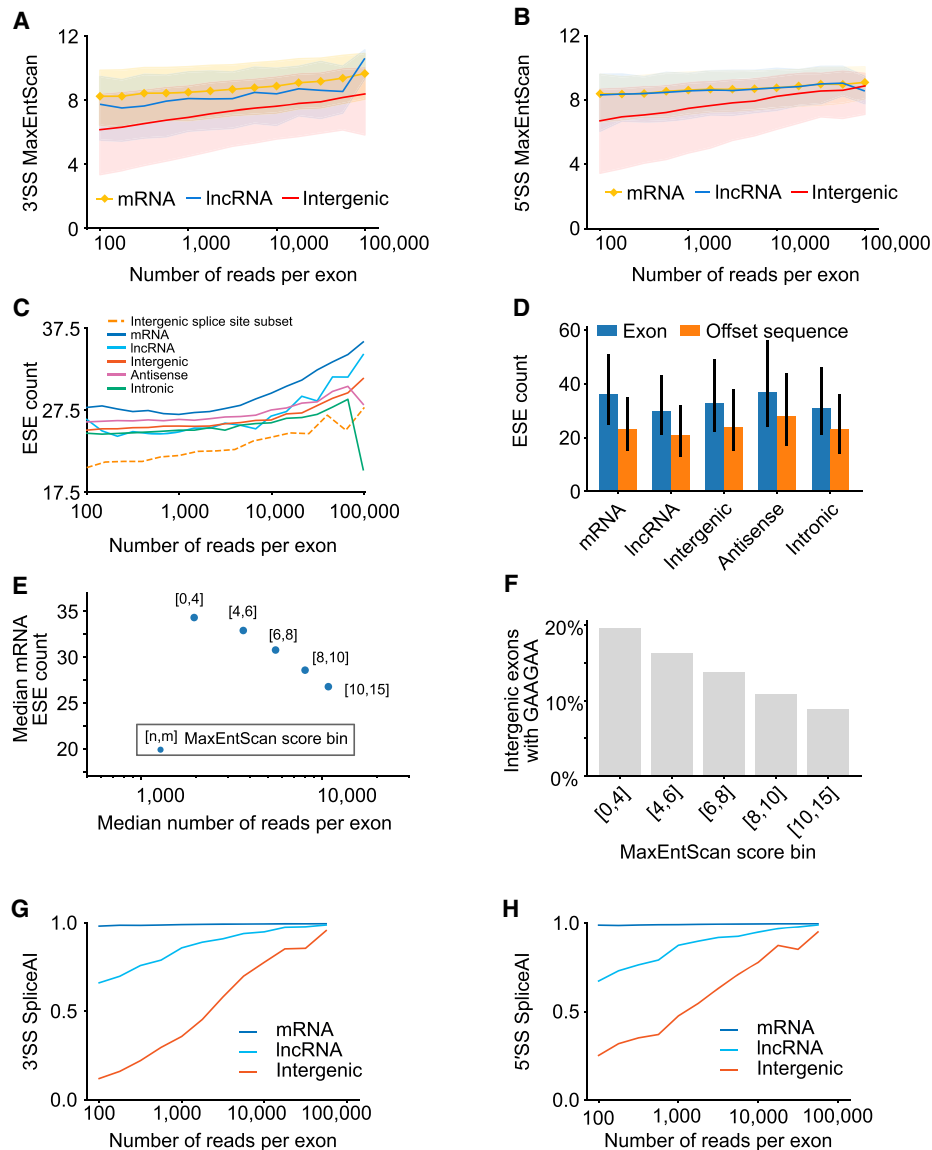 A
3′SS MaxEntScan
12
8
4
0
mRNA
lncRNA
Intergenic
100
1,000
10,000
100,000
Number of reads per exon
B
5′SS MaxEntScan
12
8
4
0
mRNA
lncRNA
Intergenic
100
1,000
10,000
100,000
Number of reads per exon
C
ESE count
37.5
27.5
17.5
Intergenic splice site subset
mRNA
lncRNA
Intergenic
Antisense
Intronic
100
1,000
10,000
100,000
Number of reads per exon
D
ESE count
60
40
20
0
Exon
Offset sequence
mRNA
lncRNA
Intergenic
Antisense
Intronic
E
Median mRNA
ESE count
35
30
25
20
[0,4]
[4,6]
[6,8]
[8,10]
[10,15]
[n,m]
MaxEntScan score bin
1,000
10,000
Median number of reads per exon
F
Intergenic exons
with GAAGAA
20%
10%
0%
[0,4]
[4,6]
[6,8]
[8,10]
[10,15]
MaxEntScan score bin
G
3′SS SpliceAI
1.0
0.5
0.0
mRNA
lncRNA
Intergenic
100
1,000
10,000
100,000
Number of reads per exon
H
5′SS SpliceAI
1.0
0.5
0.0
mRNA
lncRNA
Intergenic
100
1,000
10,000
100,000
Number of reads per exon